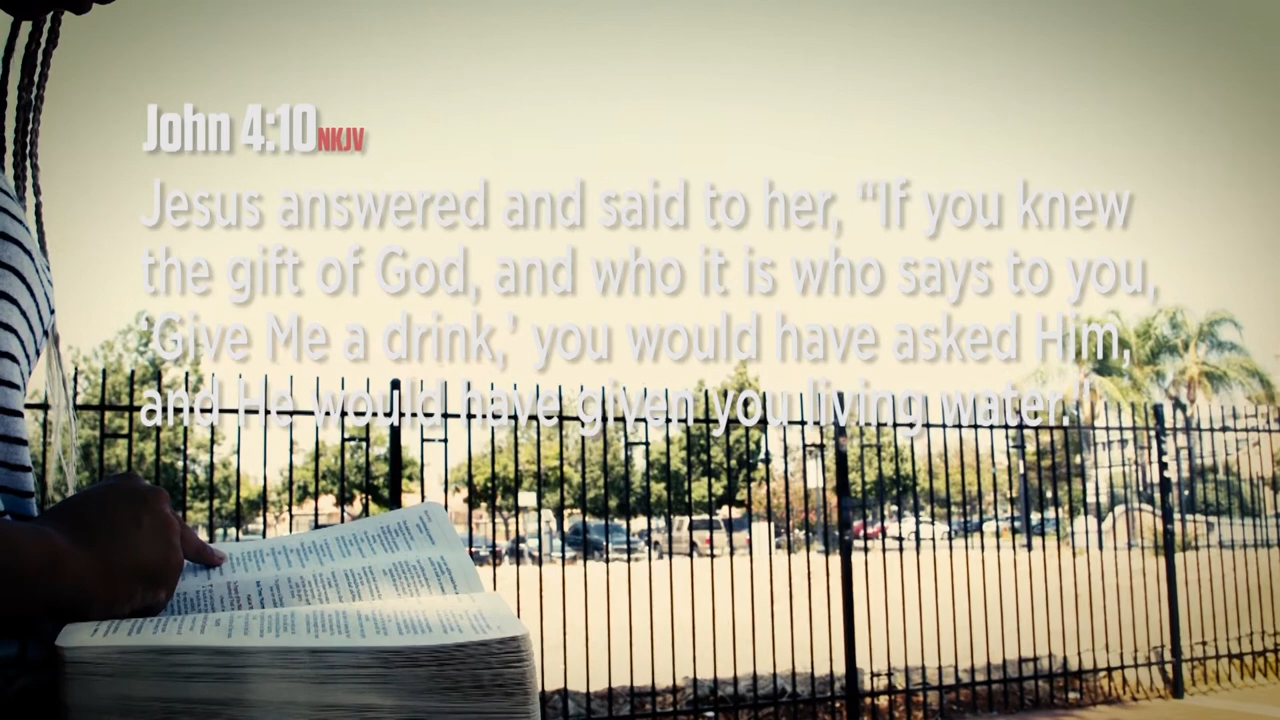 John 4:10 NKJV
Jesus answered and said to her, "If you knew
the gift of God, and who it is who says to you,
‘Give Me a drink,’ you would have asked Him,
and He would have given you living water."